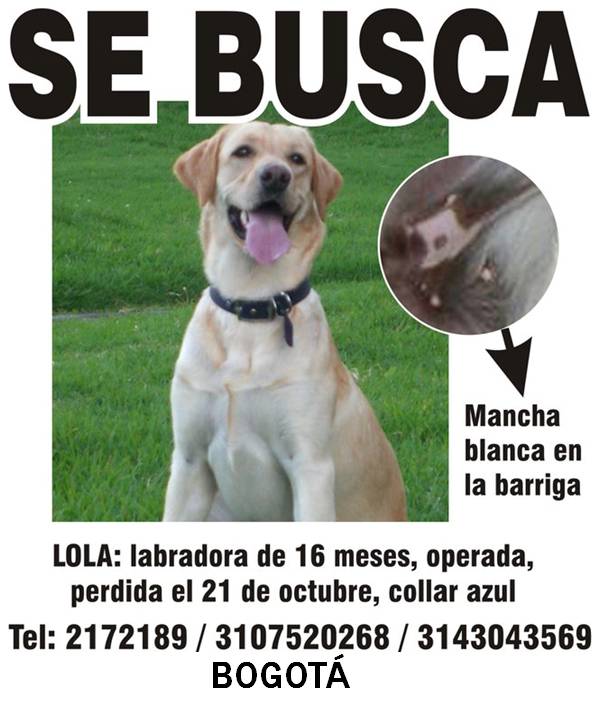 SE BUSCA
Mancha
blanca en
la barriga
LOLA: labradora de 16 meses, operada,
perdida el 21 de octubre, collar azul
Tel: 2172189 / 3107520268 / 3143043569
BOGOTÁ